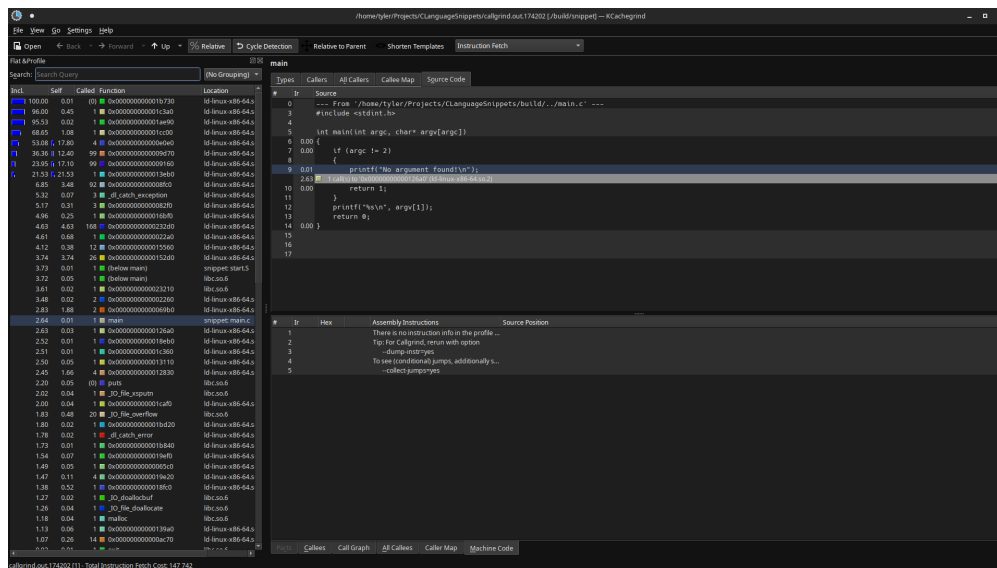 /home/tyler/Projects/CLanguageSnippets/callgrind.out.174202 [./build/snippet] — KCachegrind
File View Go Settings Help
Open Back Forward Up % Relative Cycle Detection Relative to Parent Shorten Templates Instruction Fetch
Flat &Profile
Search: Search Query (No Grouping)
Incl. Self Called Function Location
100.00 0.01 (0) 0x000000000001b730 ld-linux-x86-64.s
96.00 0.45 1 0x000000000001c3a0 ld-linux-x86-64.s
95.53 0.02 1 0x000000000001ae90 ld-linux-x86-64.s
68.65 1.08 1 0x000000000001cc00 ld-linux-x86-64.s
53.08 17.80 4 0x000000000000e0e0 ld-linux-x86-64.s
36.36 12.40 99 0x0000000000009d70 ld-linux-x86-64.s
23.95 17.10 99 0x0000000000009160 ld-linux-x86-64.s
21.53 21.53 1 0x0000000000013eb0 ld-linux-x86-64.s
6.85 3.48 92 0x0000000000008fc0 ld-linux-x86-64.s
5.32 0.07 3 _dl_catch_exception ld-linux-x86-64.s
5.17 0.31 3 0x00000000000082f0 ld-linux-x86-64.s
4.96 0.25 1 0x0000000000016bf0 ld-linux-x86-64.s
4.63 4.63 168 0x00000000000232d0 ld-linux-x86-64.s
4.61 0.68 1 0x00000000000022a0 ld-linux-x86-64.s
4.12 0.38 12 0x0000000000015560 ld-linux-x86-64.s
3.74 3.74 26 0x00000000000152d0 ld-linux-x86-64.s
3.73 0.01 1 (below main) snippet: start.S
3.72 0.05 1 (below main) libc.so.6
3.61 0.02 1 0x0000000000023210 ld-linux-x86-64.s
3.48 0.02 2 0x0000000000002260 ld-linux-x86-64.s
2.83 1.88 2 0x00000000000069b0 ld-linux-x86-64.s
2.64 0.01 1 main snippet: main.c
2.63 0.03 1 0x00000000000126a0 ld-linux-x86-64.s
2.52 0.01 1 0x0000000000018eb0 ld-linux-x86-64.s
2.51 0.01 1 0x000000000001c360 ld-linux-x86-64.s
2.50 0.05 1 0x0000000000013110 ld-linux-x86-64.s
2.45 1.66 4 0x0000000000012830 ld-linux-x86-64.s
2.20 0.05 (0) puts libc.so.6
2.02 0.04 1 _IO_file_xsputn libc.so.6
2.00 0.04 1 0x000000000001caf0 ld-linux-x86-64.s
1.83 0.48 20 _IO_file_overflow libc.so.6
1.80 0.02 1 0x000000000001bd20 ld-linux-x86-64.s
1.78 0.02 1 _dl_catch_error ld-linux-x86-64.s
1.73 0.01 1 0x000000000001b840 ld-linux-x86-64.s
1.54 0.07 1 0x0000000000019ef0 ld-linux-x86-64.s
1.49 0.05 1 0x00000000000065c0 ld-linux-x86-64.s
1.47 0.11 4 0x0000000000019e20 ld-linux-x86-64.s
1.38 0.52 1 0x0000000000018fc0 ld-linux-x86-64.s
1.27 0.02 1 _IO_doallocbuf libc.so.6
1.26 0.04 1 _IO_file_doallocate libc.so.6
1.18 0.04 1 malloc libc.so.6
1.13 0.06 1 0x00000000000139a0 ld-linux-x86-64.s
1.07 0.26 14 0x000000000000ac70 ld-linux-x86-64.s
main
Types Callers All Callers Callee Map Source Code
# Ir Source
0 --- From '/home/tyler/Projects/CLanguageSnippets/build/../main.c' ---
3 #include <stdint.h>
4
5 int main(int argc, char* argv[argc])
6 0.00 {
7 0.00 if (argc != 2)
8 {
9 0.01 printf("No argument found!\n");
2.63 1 call(s) to '0x00000000000126a0' (ld-linux-x86-64.so.2)
10 0.00 return 1;
11 }
12 printf("%s\n", argv[1]);
13 return 0;
14 0.00 }
15
16
17
# Ir Hex Assembly Instructions Source Position
1 There is no instruction info in the profile ...
2 Tip: For Callgrind, rerun with option
3 --dump-instr=yes
4 To see (conditional) jumps, additionally s...
5 --collect-jumps=yes
Parts Callees Call Graph All Callees Caller Map Machine Code
callgrind.out.174202 [1] - Total Instruction Fetch Cost: 147 742